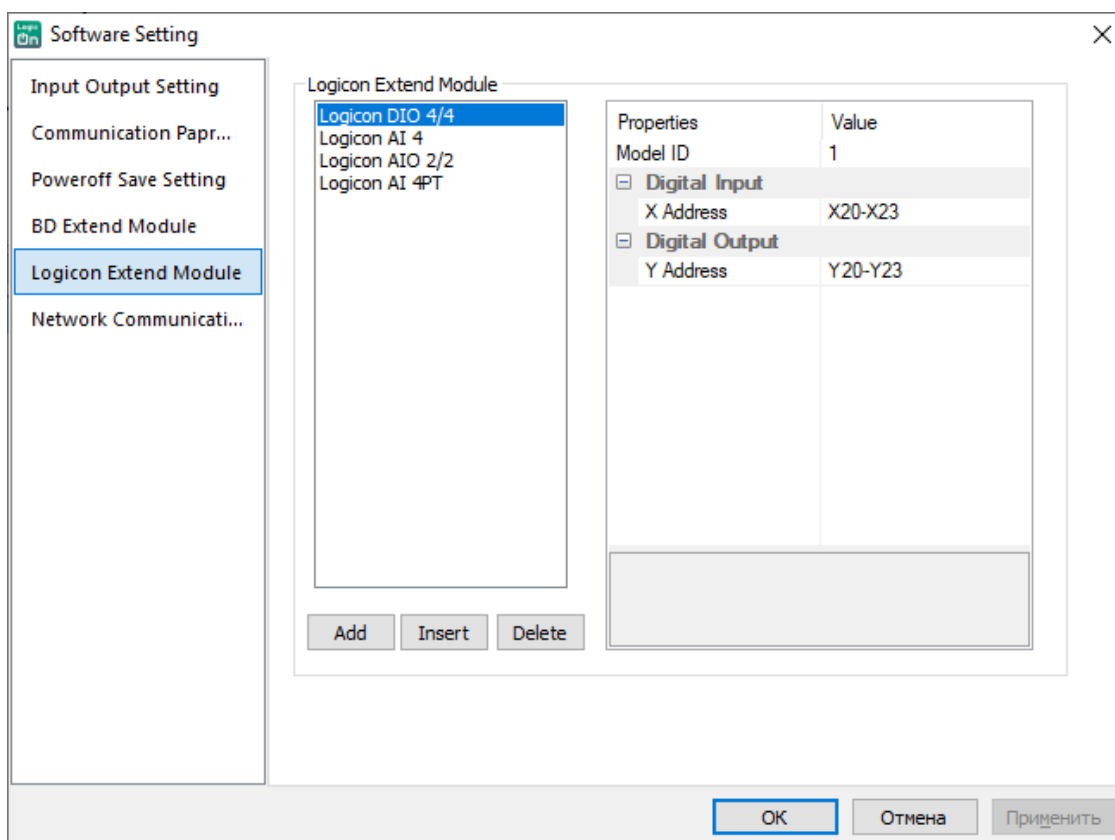 Logic
On
Software Setting
Input Output Setting
Communication Papr...
Poweroff Save Setting
BD Extend Module
Logicon Extend Module
Network Communicati...
Logicon Extend Module
Logicon DIO 4/4
Logicon AI 4
Logicon AIO 2/2
Logicon AI 4PT
Properties Value
Model ID 1
Digital Input
X Address X20-X23
Digital Output
Y Address Y20-Y23
Add Insert Delete
OK Отмена Применить